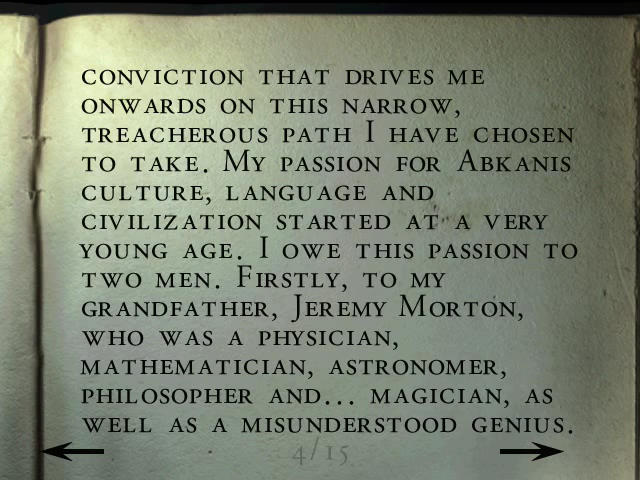 CONVICTION THAT DRIVES ME
ONWARDS ON THIS NARROW,
TREACHEROUS PATH I HAVE CHOSEN
TO TAKE. MY PASSION FOR ABKANIS
CULTURE, LANGUAGE AND
CIVILIZATION STARTED AT A VERY
YOUNG AGE. I OWE THIS PASSION TO
TWO MEN. FIRSTLY, TO MY
GRANDFATHER, JEREMY MORTON,
WHO WAS A PHYSICIAN,
MATHEMATICIAN, ASTRONOMER,
PHILOSOPHER AND... MAGICIAN, AS
WELL AS A MISUNDERSTOOD GENIUS.
4/15